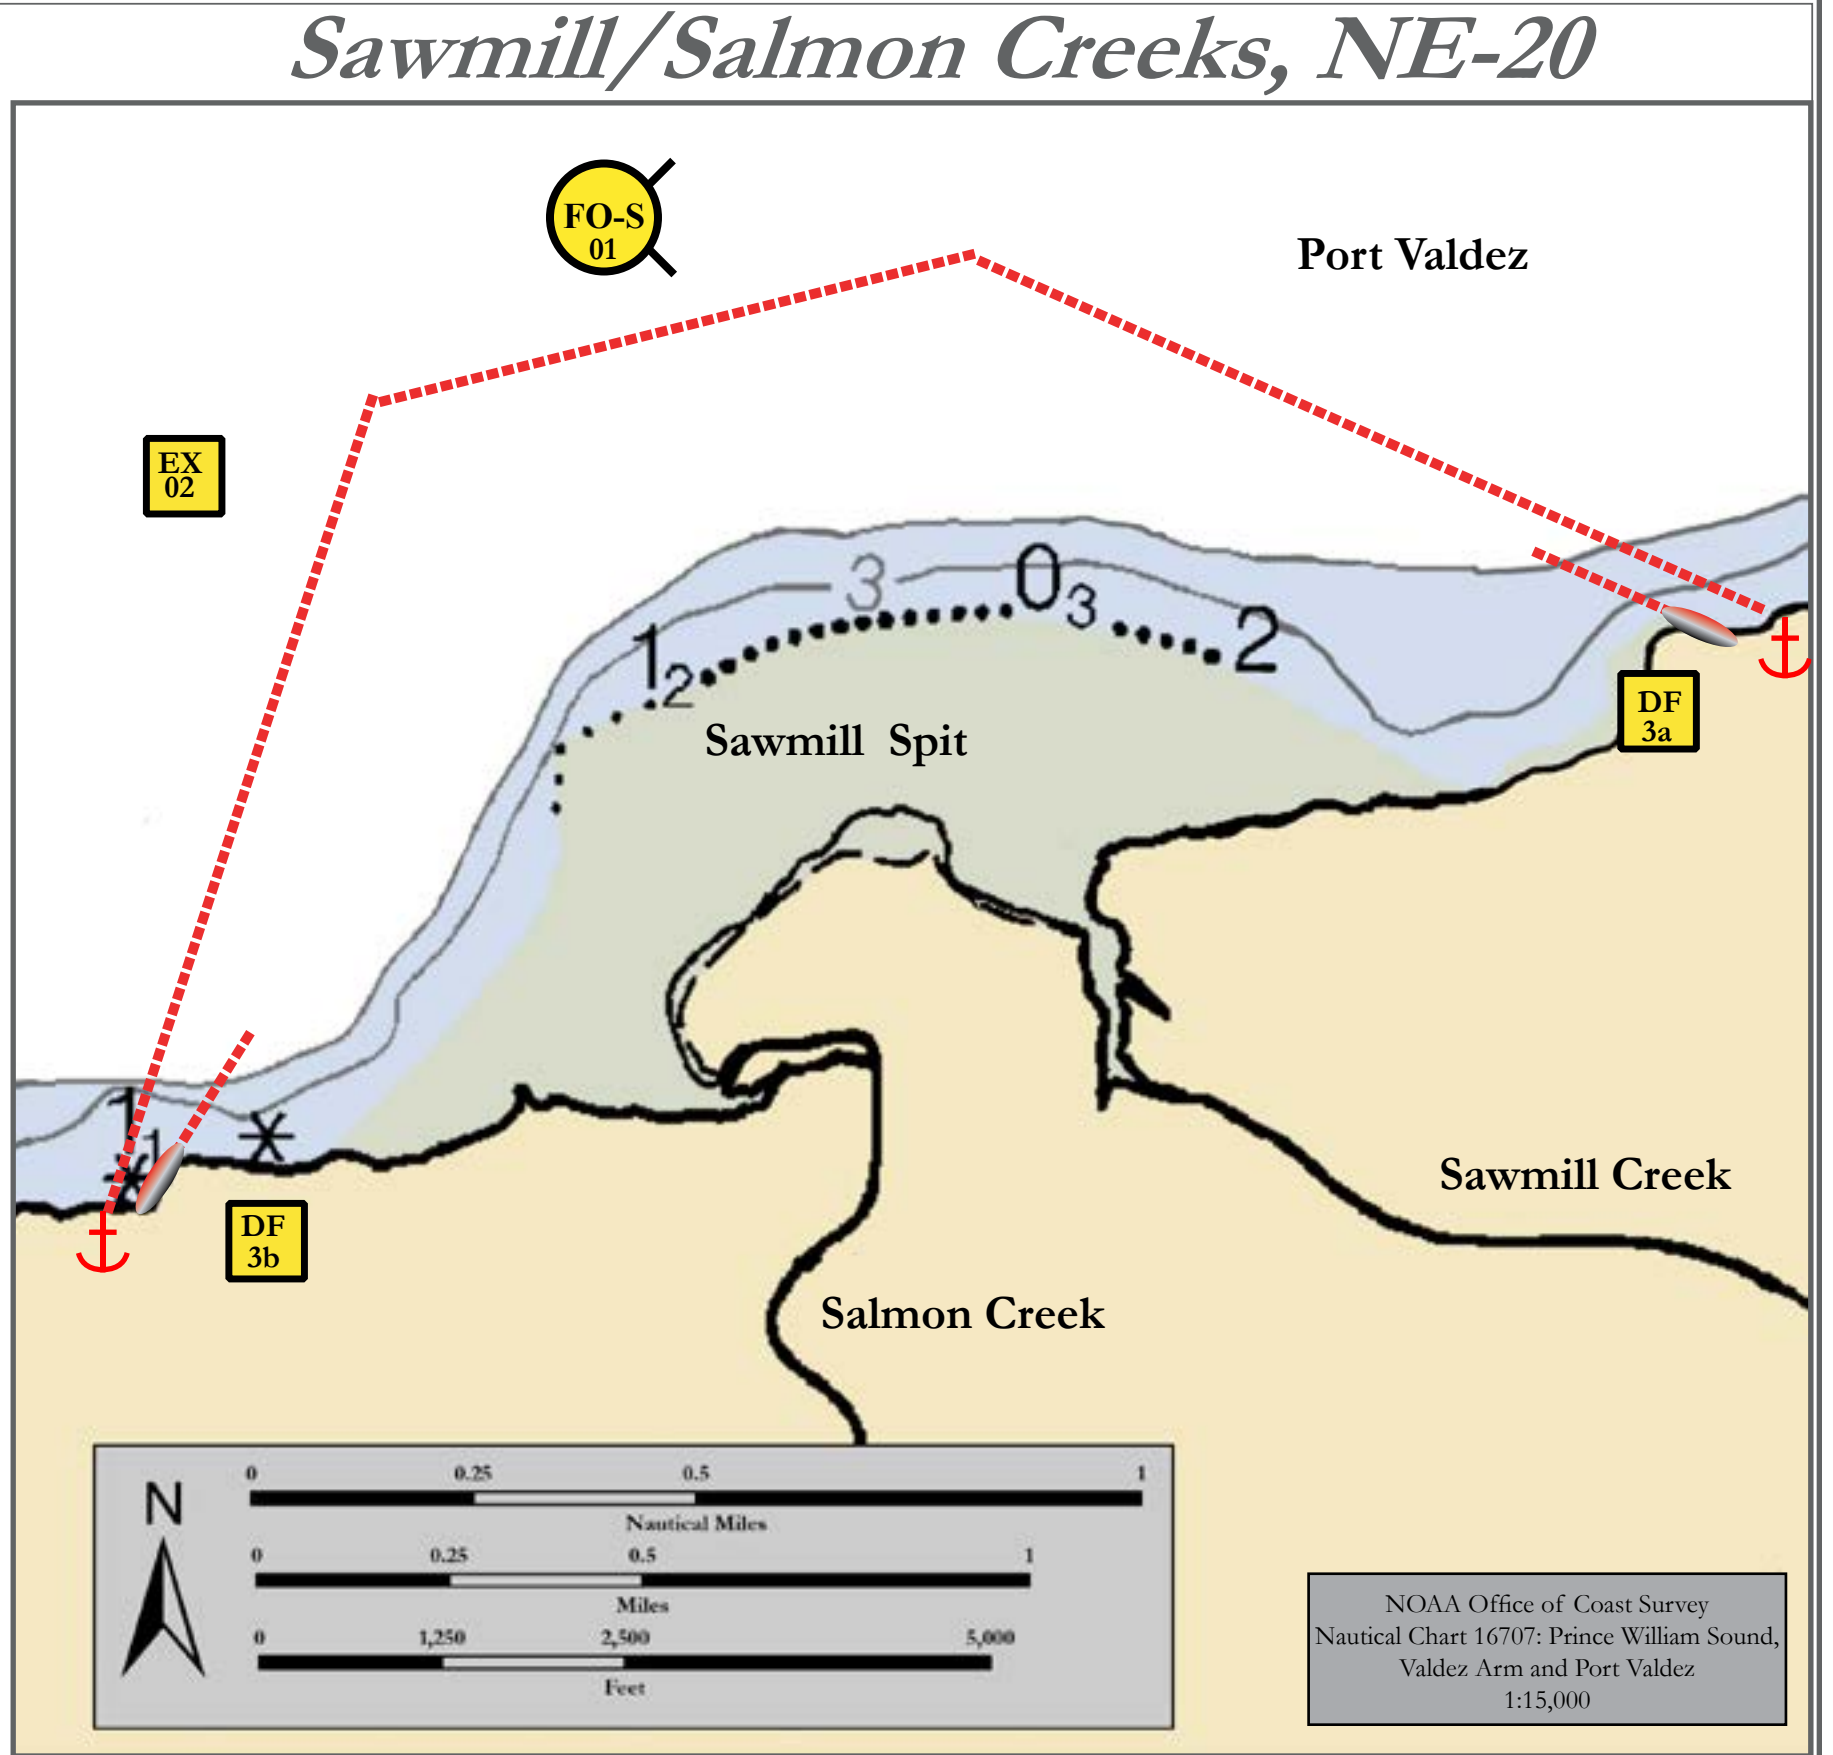 Sawmill/Salmon Creeks, NE-20
FO-S
01
Port Valdez
EX
02
3
0
3
1
2
2
DF
3a
Sawmill Spit
1
1
Sawmill Creek
DF
3b
Salmon Creek
N
0 0.25 0.5 1
Nautical Miles
0 0.25 0.5 1
Miles
0 1,250 2,500 5,000
Feet
NOAA Office of Coast Survey
Nautical Chart 16707: Prince William Sound,
Valdez Arm and Port Valdez
1:15,000